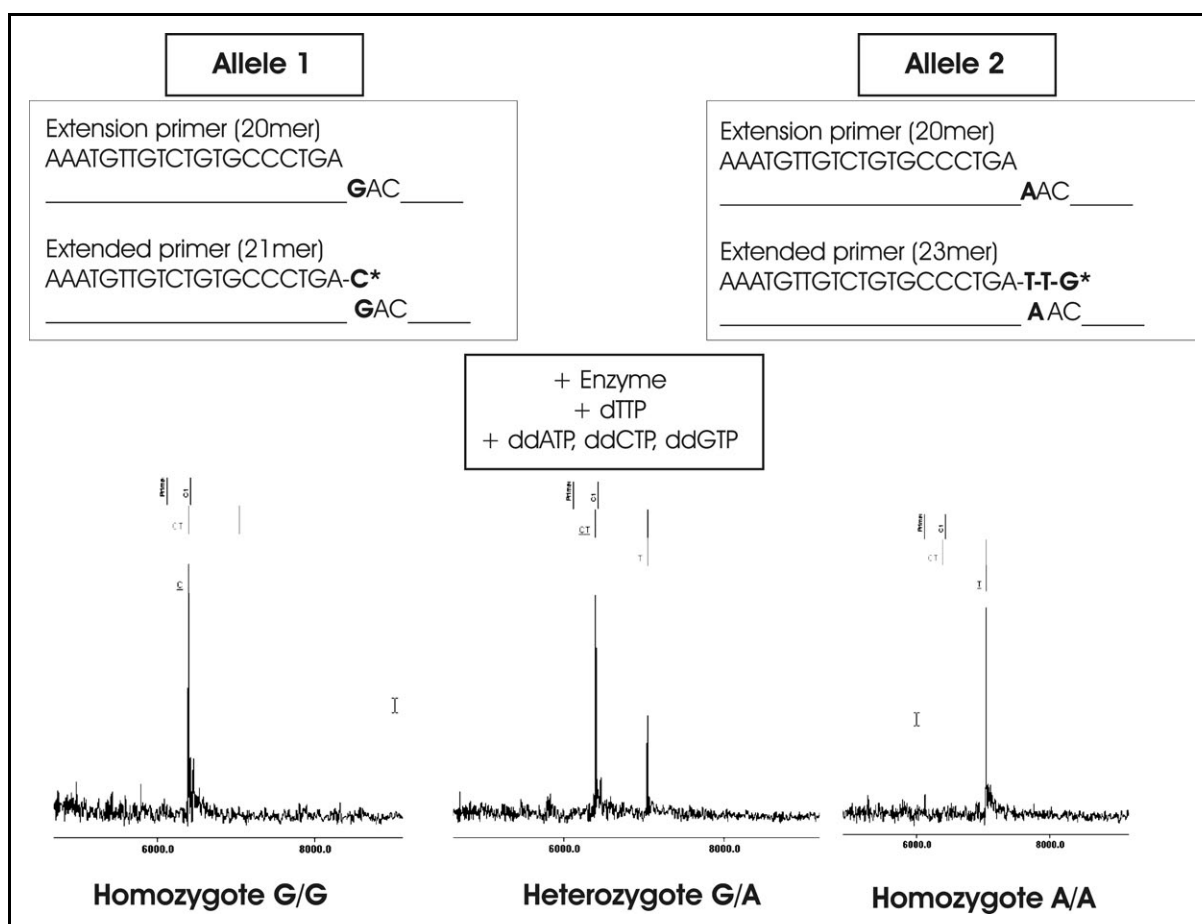 Allele 1
Extension primer (20mer)
AAATGTTGTCTGTGCCCTGA
GAC
Extended primer (21mer)
AAATGTTGTCTGTGCCCTGA-C*
GAC
Allele 2
Extension primer (20mer)
AAATGTTGTCTGTGCCCTGA
AAC
Extended primer (23mer)
AAATGTTGTCTGTGCCCTGA-T-T-G*
AAC
+ Enzyme
+ dTTP
+ ddATP, ddCTP, ddGTP
C1
CT
C
6000.0 8000.0
Homozygote G/G
C1
CT
T
6000.0 8000.0
Heterozygote G/A
C1
CT
T
6000.0 8000.0
Homozygote A/A